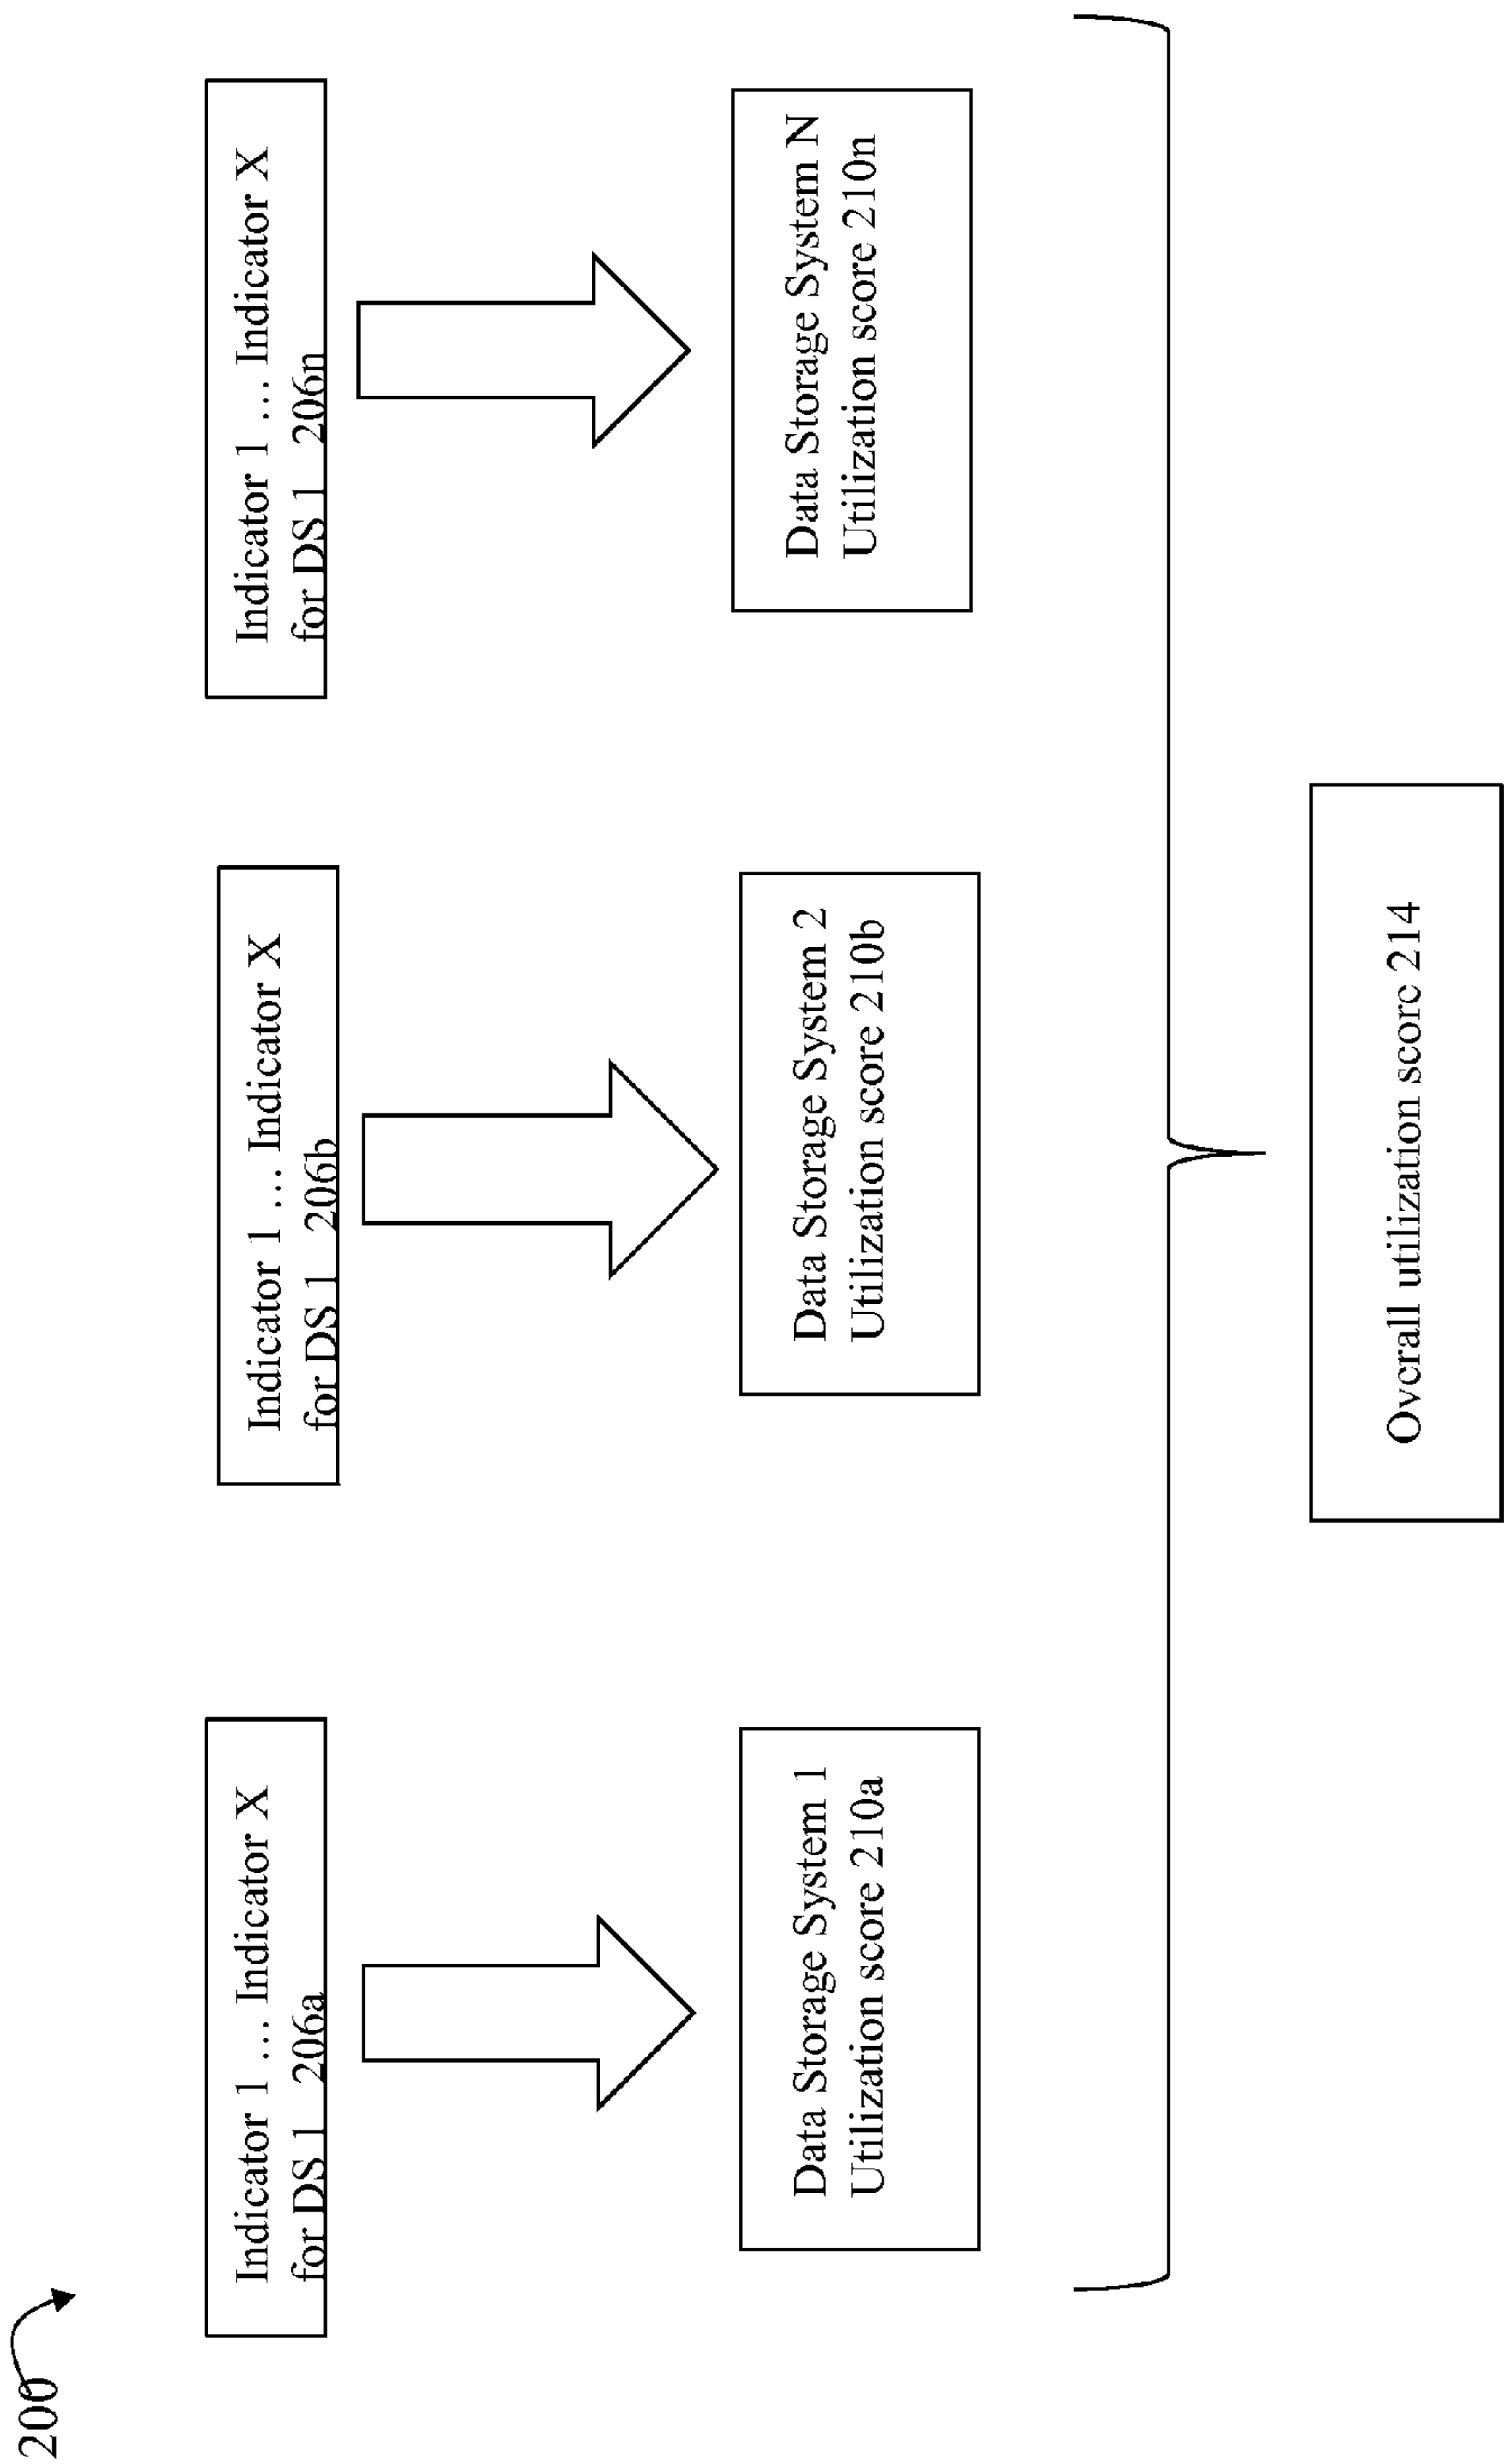 200
Indicator 1 … Indicator X
for DS 1 206a
Indicator 1 … Indicator X
for DS 1 206b
Indicator 1 … Indicator X
for DS 1 206n
Data Storage System 1
Utilization score 210a
Data Storage System 2
Utilization score 210b
Data Storage System N
Utilization score 210n
Overall utilization score 214